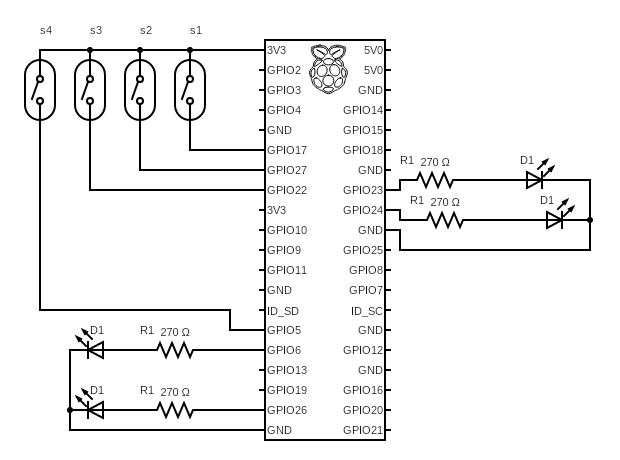 s4 s3 s2 s1
3V3 5V0
GPIO2 5V0
GPIO3 GND
GPIO4 GPIO14
GND GPIO15
GPIO17 GPIO18
GPIO27 GND
R1 270 Ω D1
GPIO22 GPIO23
R1 270 Ω D1
3V3 GPIO24
GPIO10 GND
GPIO9 GPIO25
GPIO11 GPIO8
GND GPIO7
ID_SD ID_SC
GPIO5 GND
D1 R1 270 Ω
GPIO6 GPIO12
GPIO13 GND
GPIO19 GPIO16
D1 R1 270 Ω
GPIO26 GPIO20
GND GPIO21